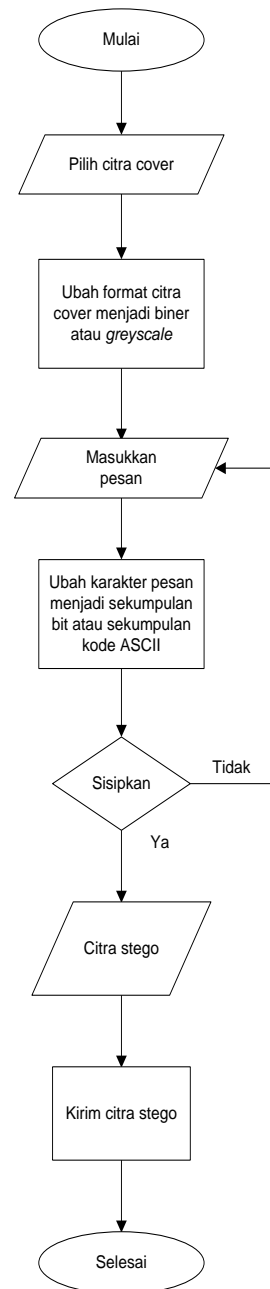 Mulai
Pilih citra cover
Ubah format citra
cover menjadi biner
atau greyscale
Masukkan
pesan
Ubah karakter pesan
menjadi sekumpulan
bit atau sekumpulan
kode ASCII
Sisipkan
Tidak
Ya
Citra stego
Kirim citra stego
Selesai